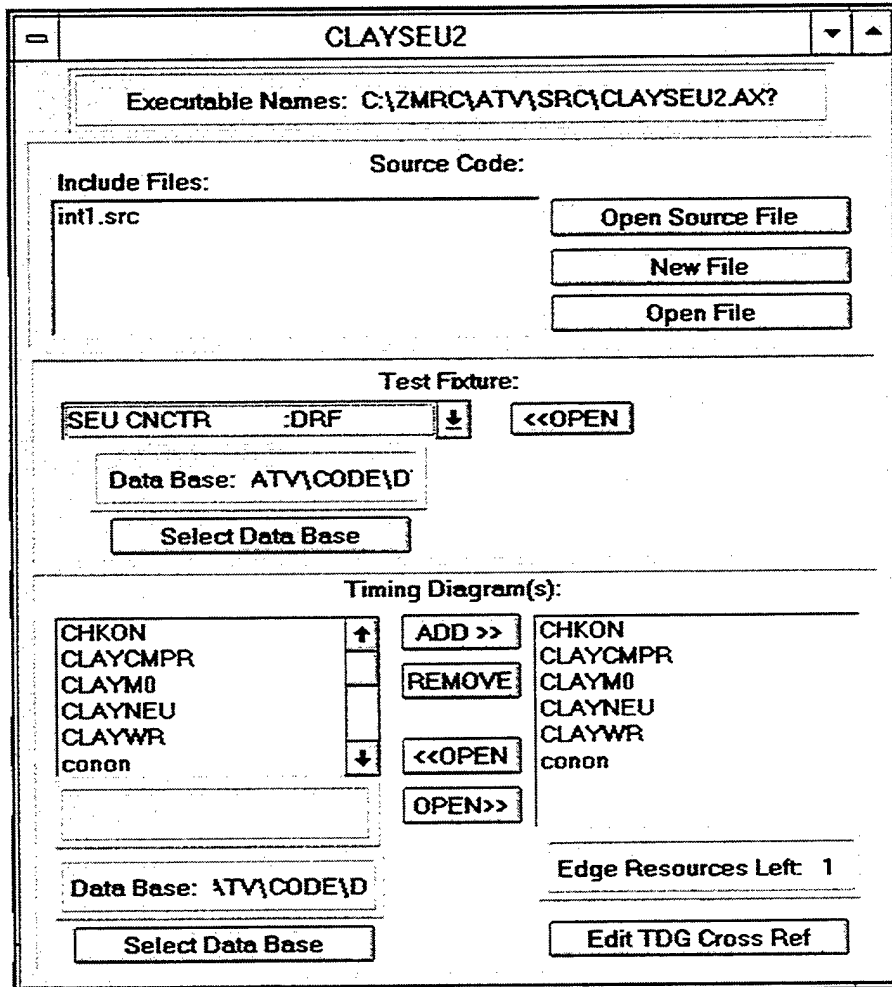 CLAYSEU2
Executable Names: C:\ZMRC\ATV\SRC\CLAYSEU2.AX?
Source Code:
Include Files:
int1.src
Open Source File
New File
Open File
Test Fixture:
SEU CNCTR :DRF
<<OPEN
Data Base: ATV\CODE\D
Select Data Base
Timing Diagram(s):
CHKON
CLAYCMPR
CLAYM0
CLAYNEU
CLAYWR
conon
ADD >>
REMOVE
<<OPEN
OPEN>>
CHKON
CLAYCMPR
CLAYM0
CLAYNEU
CLAYWR
conon
Data Base: ATV\CODE\D
Select Data Base
Edge Resources Left: 1
Edit TDG Cross Ref